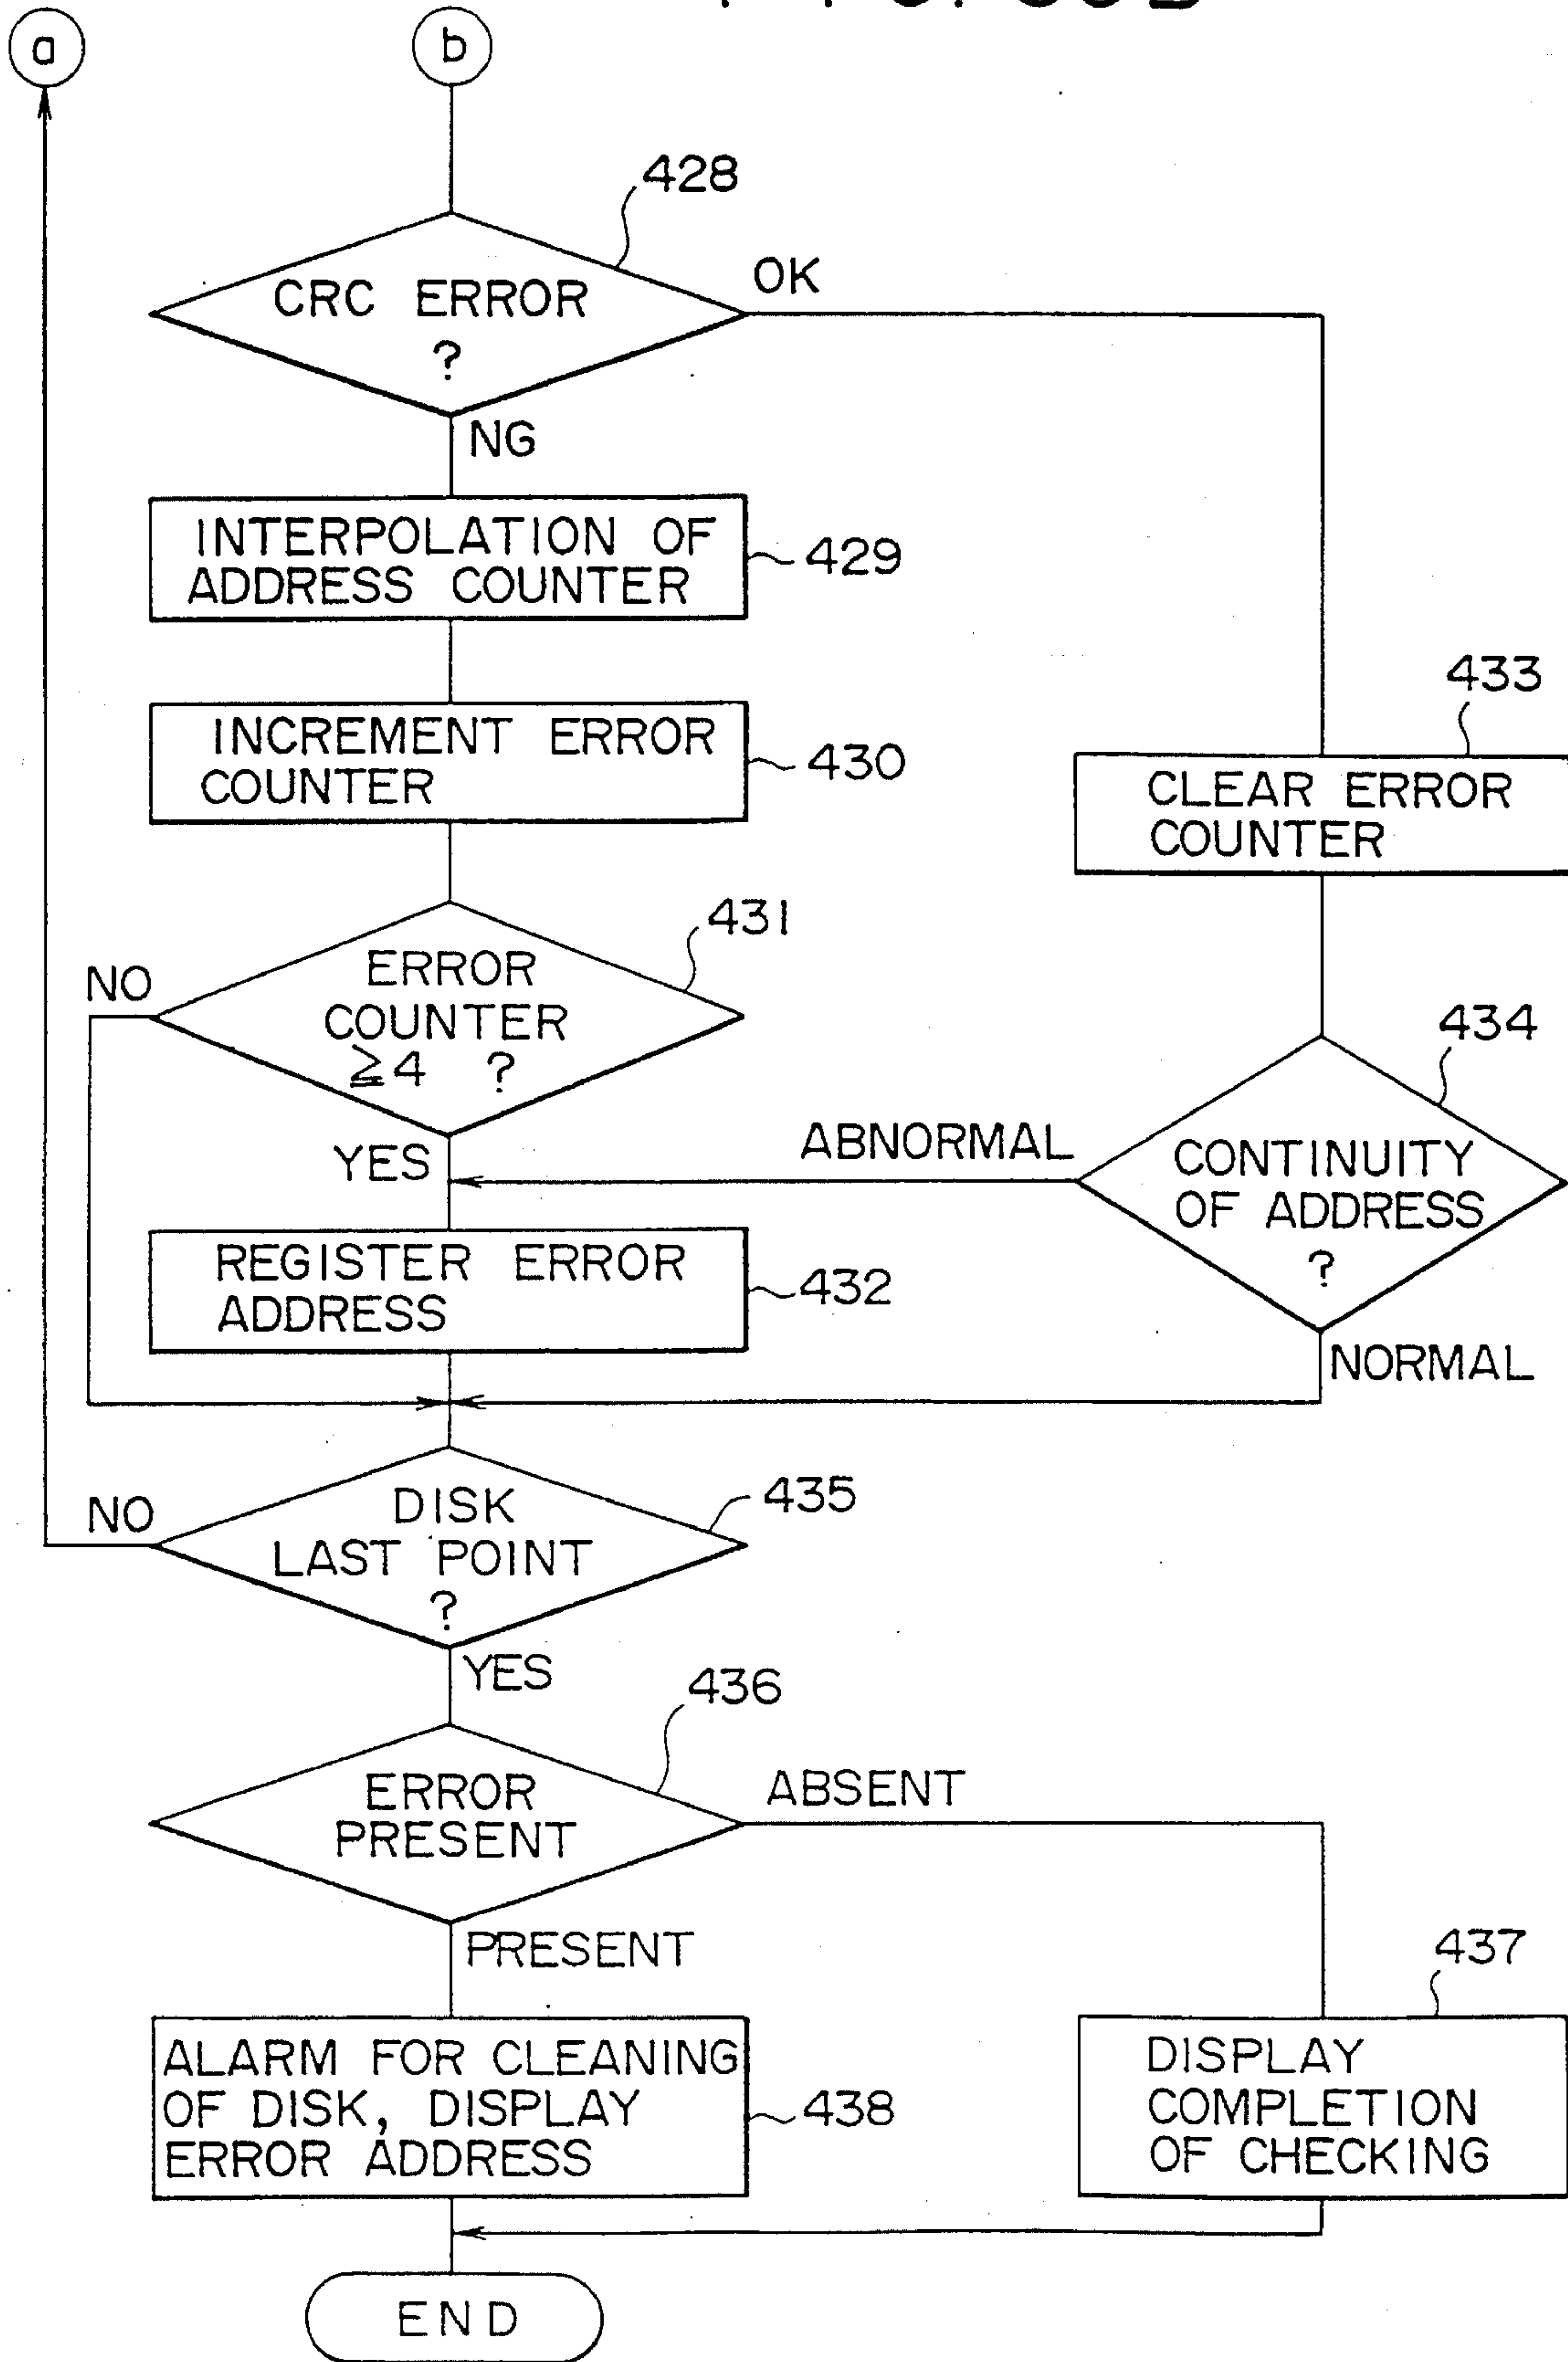 a
b
428
CRC ERROR
?
OK
NG
INTERPOLATION OF
ADDRESS COUNTER
429
433
INCREMENT ERROR
COUNTER
430
CLEAR ERROR
COUNTER
431
NO
ERROR
COUNTER
≧4 ?
434
YES
ABNORMAL
CONTINUITY
OF ADDRESS
?
REGISTER ERROR
ADDRESS
432
NORMAL
435
NO
DISK
LAST POINT
?
YES
436
ERROR
PRESENT
ABSENT
PRESENT
437
ALARM FOR CLEANING
OF DISK, DISPLAY
ERROR ADDRESS
438
DISPLAY
COMPLETION
OF CHECKING
END